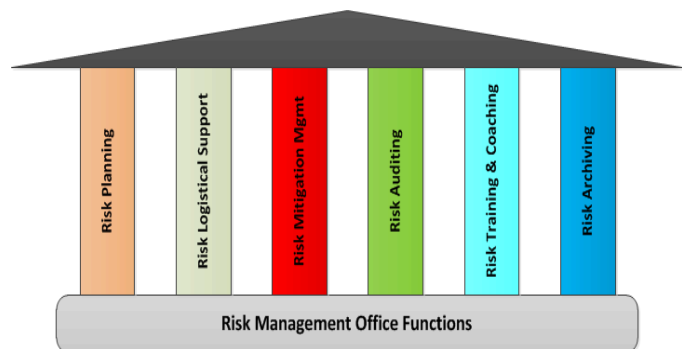 Risk Planning
Risk Logistical Support
Risk Mitigation Mgmt
Risk Auditing
Risk Training & Coaching
Risk Archiving
Risk Management Office Functions